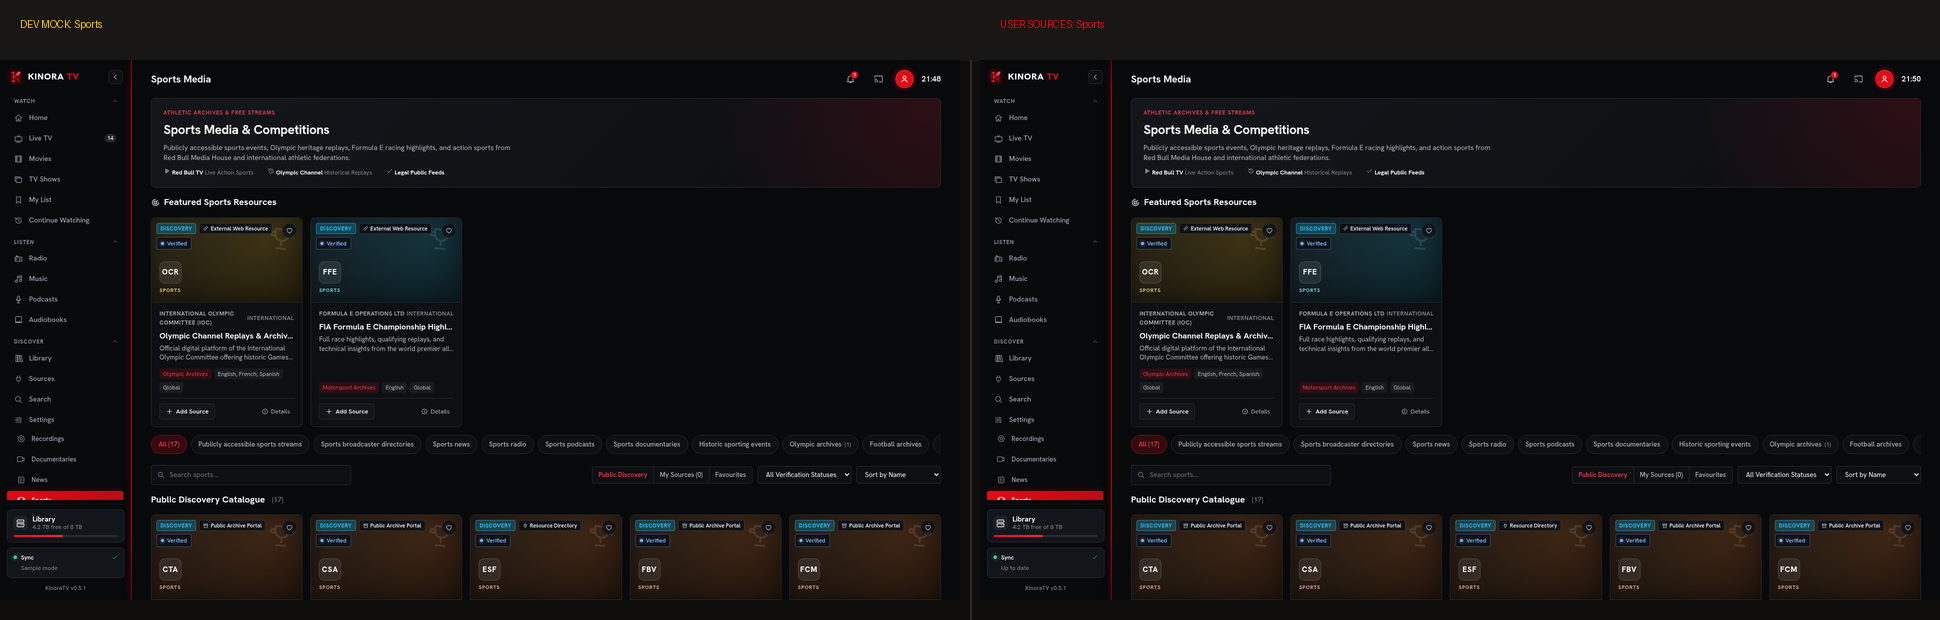 DEV MOCK: Sports
KINORA TV
WATCH
Home
Live TV 14
Movies
TV Shows
My List
Continue Watching
LISTEN
Radio
Music
Podcasts
Audiobooks
DISCOVER
Library
Sources
Search
Settings
Recordings
Documentaries
News
Sports
Library
4.2 TB free of 8 TB
Sync
Sample mode
KinoraTV v0.5.1
Sports Media
1
21:48
ATHLETIC ARCHIVES & FREE STREAMS
Sports Media & Competitions
Publicly accessible sports events, Olympic heritage replays, Formula E racing highlights, and action sports from
Red Bull Media House and international athletic federations.
Red Bull TV Live Action Sports Olympic Channel Historical Replays Legal Public Feeds
Featured Sports Resources
DISCOVERY External Web Resource
Verified
OCR
SPORTS
INTERNATIONAL OLYMPIC
COMMITTEE (IOC) INTERNATIONAL
Olympic Channel Replays & Archiv...
Official digital platform of the International
Olympic Committee offering historic Games...
Olympic Archives English, French, Spanish
Global
+ Add Source Details
DISCOVERY External Web Resource
Verified
FFE
SPORTS
FORMULA E OPERATIONS LTD INTERNATIONAL
FIA Formula E Championship Highl...
Full race highlights, qualifying replays, and
technical insights from the world premier all...
Motorsport Archives English Global
+ Add Source Details
All (17) Publicly accessible sports streams Sports broadcaster directories Sports news Sports radio Sports podcasts Sports documentaries Historic sporting events Olympic archives (1) Football archives
Search sports...
Public Discovery My Sources (0) Favourites All Verification Statuses Sort by Name
Public Discovery Catalogue (17)
DISCOVERY Public Archive Portal
Verified
CTA
SPORTS
DISCOVERY Public Archive Portal
Verified
CSA
SPORTS
DISCOVERY Resource Directory
Verified
ESF
SPORTS
DISCOVERY Public Archive Portal
Verified
FBV
SPORTS
DISCOVERY Public Archive Portal
Verified
FCM
SPORTS
USER SOURCES: Sports
KINORA TV
WATCH
Home
Live TV
Movies
TV Shows
My List
Continue Watching
LISTEN
Radio
Music
Podcasts
Audiobooks
DISCOVER
Library
Sources
Search
Settings
Recordings
Documentaries
News
Sports
Library
4.2 TB free of 8 TB
Sync
Up to date
KinoraTV v0.5.1
Sports Media
1
21:50
ATHLETIC ARCHIVES & FREE STREAMS
Sports Media & Competitions
Publicly accessible sports events, Olympic heritage replays, Formula E racing highlights, and action sports from
Red Bull Media House and international athletic federations.
Red Bull TV Live Action Sports Olympic Channel Historical Replays Legal Public Feeds
Featured Sports Resources
DISCOVERY External Web Resource
Verified
OCR
SPORTS
INTERNATIONAL OLYMPIC
COMMITTEE (IOC) INTERNATIONAL
Olympic Channel Replays & Archiv...
Official digital platform of the International
Olympic Committee offering historic Games...
Olympic Archives English, French, Spanish
Global
+ Add Source Details
DISCOVERY External Web Resource
Verified
FFE
SPORTS
FORMULA E OPERATIONS LTD INTERNATIONAL
FIA Formula E Championship Highl...
Full race highlights, qualifying replays, and
technical insights from the world premier all...
Motorsport Archives English Global
+ Add Source Details
All (17) Publicly accessible sports streams Sports broadcaster directories Sports news Sports radio Sports podcasts Sports documentaries Historic sporting events Olympic archives (1) Football archives
Search sports...
Public Discovery My Sources (0) Favourites All Verification Statuses Sort by Name
Public Discovery Catalogue (17)
DISCOVERY Public Archive Portal
Verified
CTA
SPORTS
DISCOVERY Public Archive Portal
Verified
CSA
SPORTS
DISCOVERY Resource Directory
Verified
ESF
SPORTS
DISCOVERY Public Archive Portal
Verified
FBV
SPORTS
DISCOVERY Public Archive Portal
Verified
FCM
SPORTS